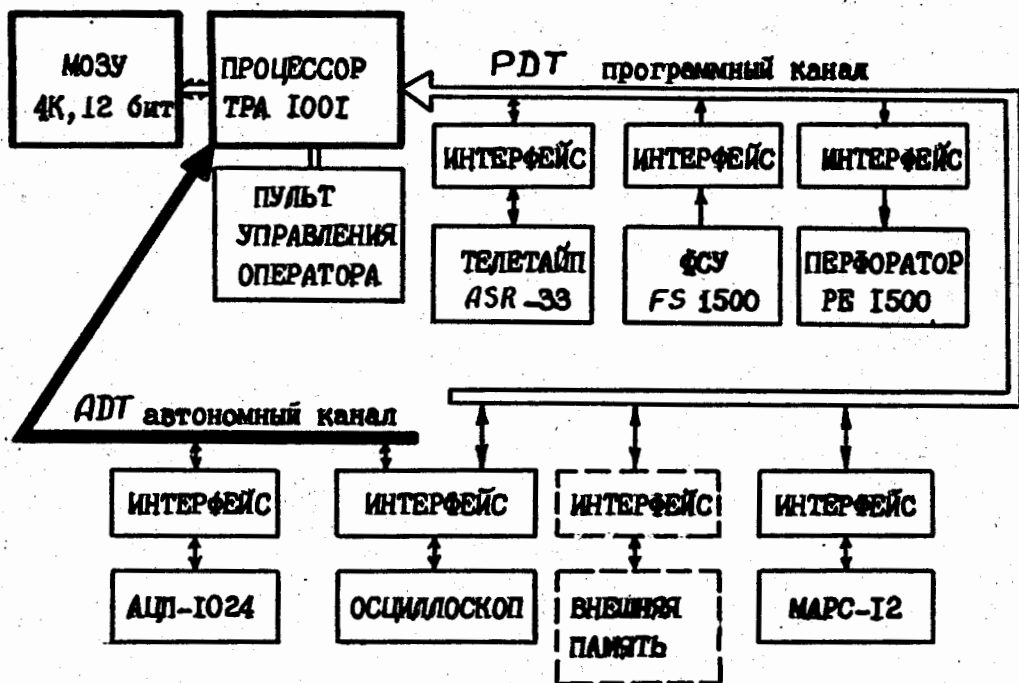 МОЗУ
4К, 12 бит
ПРОЦЕССОР
ТРА 1001
PDT программный канал
ПУЛЬТ
УПРАВЛЕНИЯ
ОПЕРАТОРА
ИНТЕРФЕЙС
ИНТЕРФЕЙС
ИНТЕРФЕЙС
ТЕЛЕТАЙП
ASR-33
ФСУ
FS 1500
ПЕРФОРАТОР
PE 1500
ADT автономный канал
ИНТЕРФЕЙС
ИНТЕРФЕЙС
ИНТЕРФЕЙС
ИНТЕРФЕЙС
АЦП-1024
ОСЦИЛЛОСКОП
ВНЕШНЯЯ
ПАМЯТЬ
МАРС-12